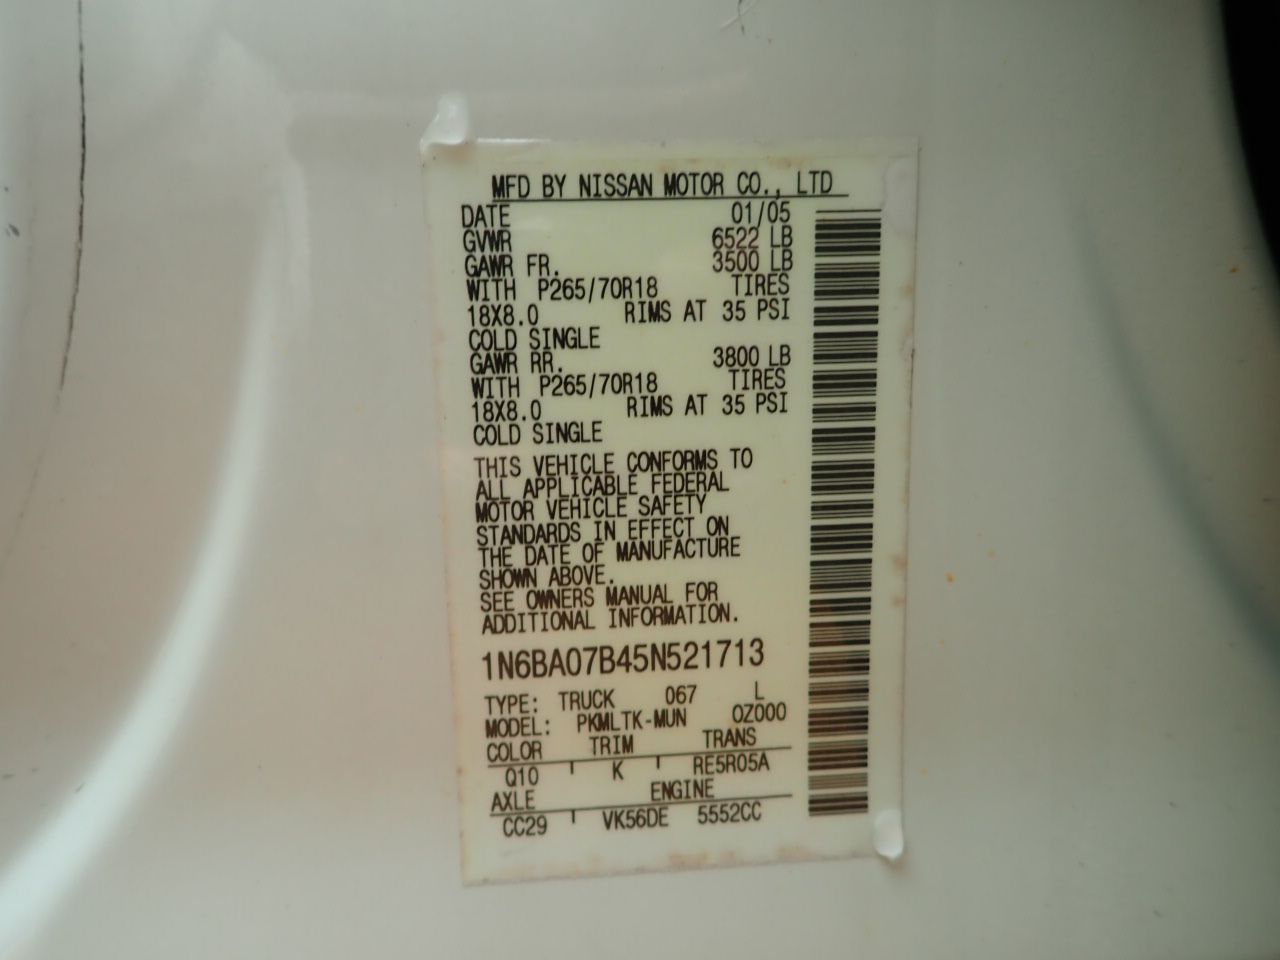 MFD BY NISSAN MOTOR CO., LTD
DATE 01/05
GVWR 6522 LB
GAWR FR. 3500 LB
WITH P265/70R18 TIRES
18X8.0 RIMS AT 35 PSI
COLD SINGLE
GAWR RR. 3800 LB
WITH P265/70R18 TIRES
18X8.0 RIMS AT 35 PSI
COLD SINGLE
THIS VEHICLE CONFORMS TO
ALL APPLICABLE FEDERAL
MOTOR VEHICLE SAFETY
STANDARDS IN EFFECT ON
THE DATE OF MANUFACTURE
SHOWN ABOVE.
SEE OWNERS MANUAL FOR
ADDITIONAL INFORMATION.
1N6BA07B45N521713
TYPE: TRUCK 067 L
MODEL: PKMLTK-MUN 0Z000
COLOR TRIM TRANS
Q10 K RE5R05A
AXLE ENGINE
CC29 VK56DE 5552CC